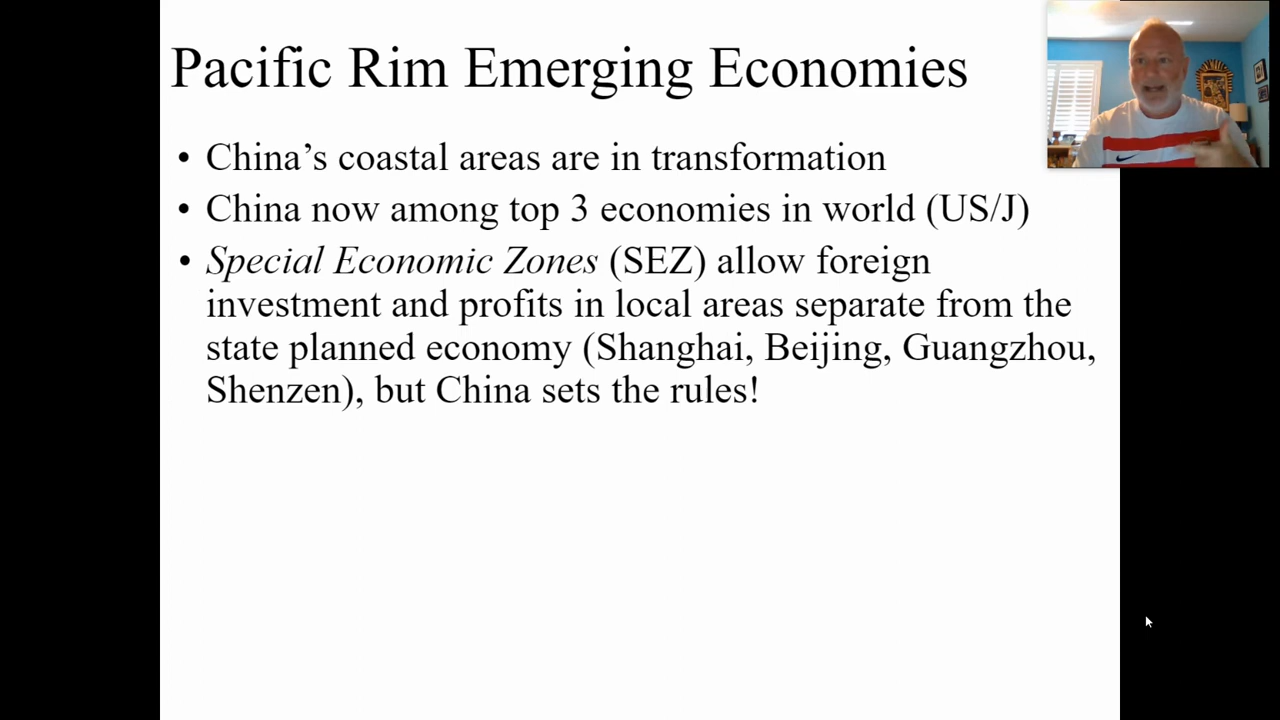 Pacific Rim Emerging Economies
• China’s coastal areas are in transformation
• China now among top 3 economies in world (US/J)
• Special Economic Zones (SEZ) allow foreign
investment and profits in local areas separate from the
state planned economy (Shanghai, Beijing, Guangzhou,
Shenzen), but China sets the rules!